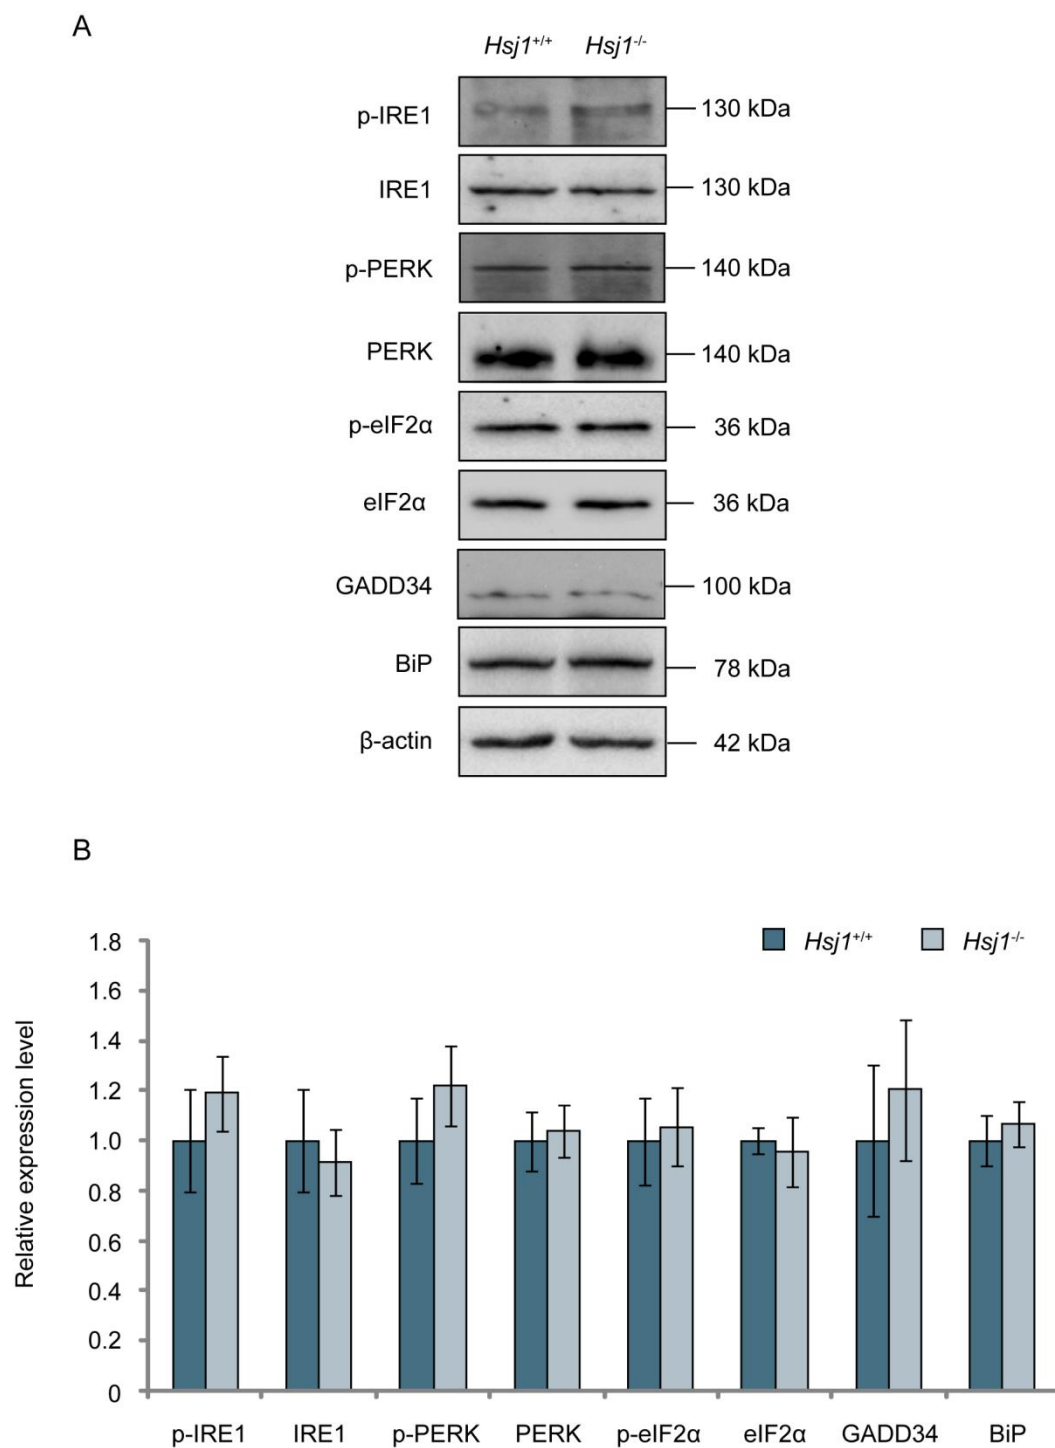 A
Hsj1+/+ Hsj1-/-
p-IRE1 130 kDa
IRE1 130 kDa
p-PERK 140 kDa
PERK 140 kDa
p-eIF2α 36 kDa
eIF2α 36 kDa
GADD34 100 kDa
BiP 78 kDa
β-actin 42 kDa
B
Hsj1+/+ Hsj1-/-
Relative expression level
1.8
1.6
1.4
1.2
1.0
0.8
0.6
0.4
0.2
0
p-IRE1 IRE1 p-PERK PERK p-eIF2α eIF2α GADD34 BiP